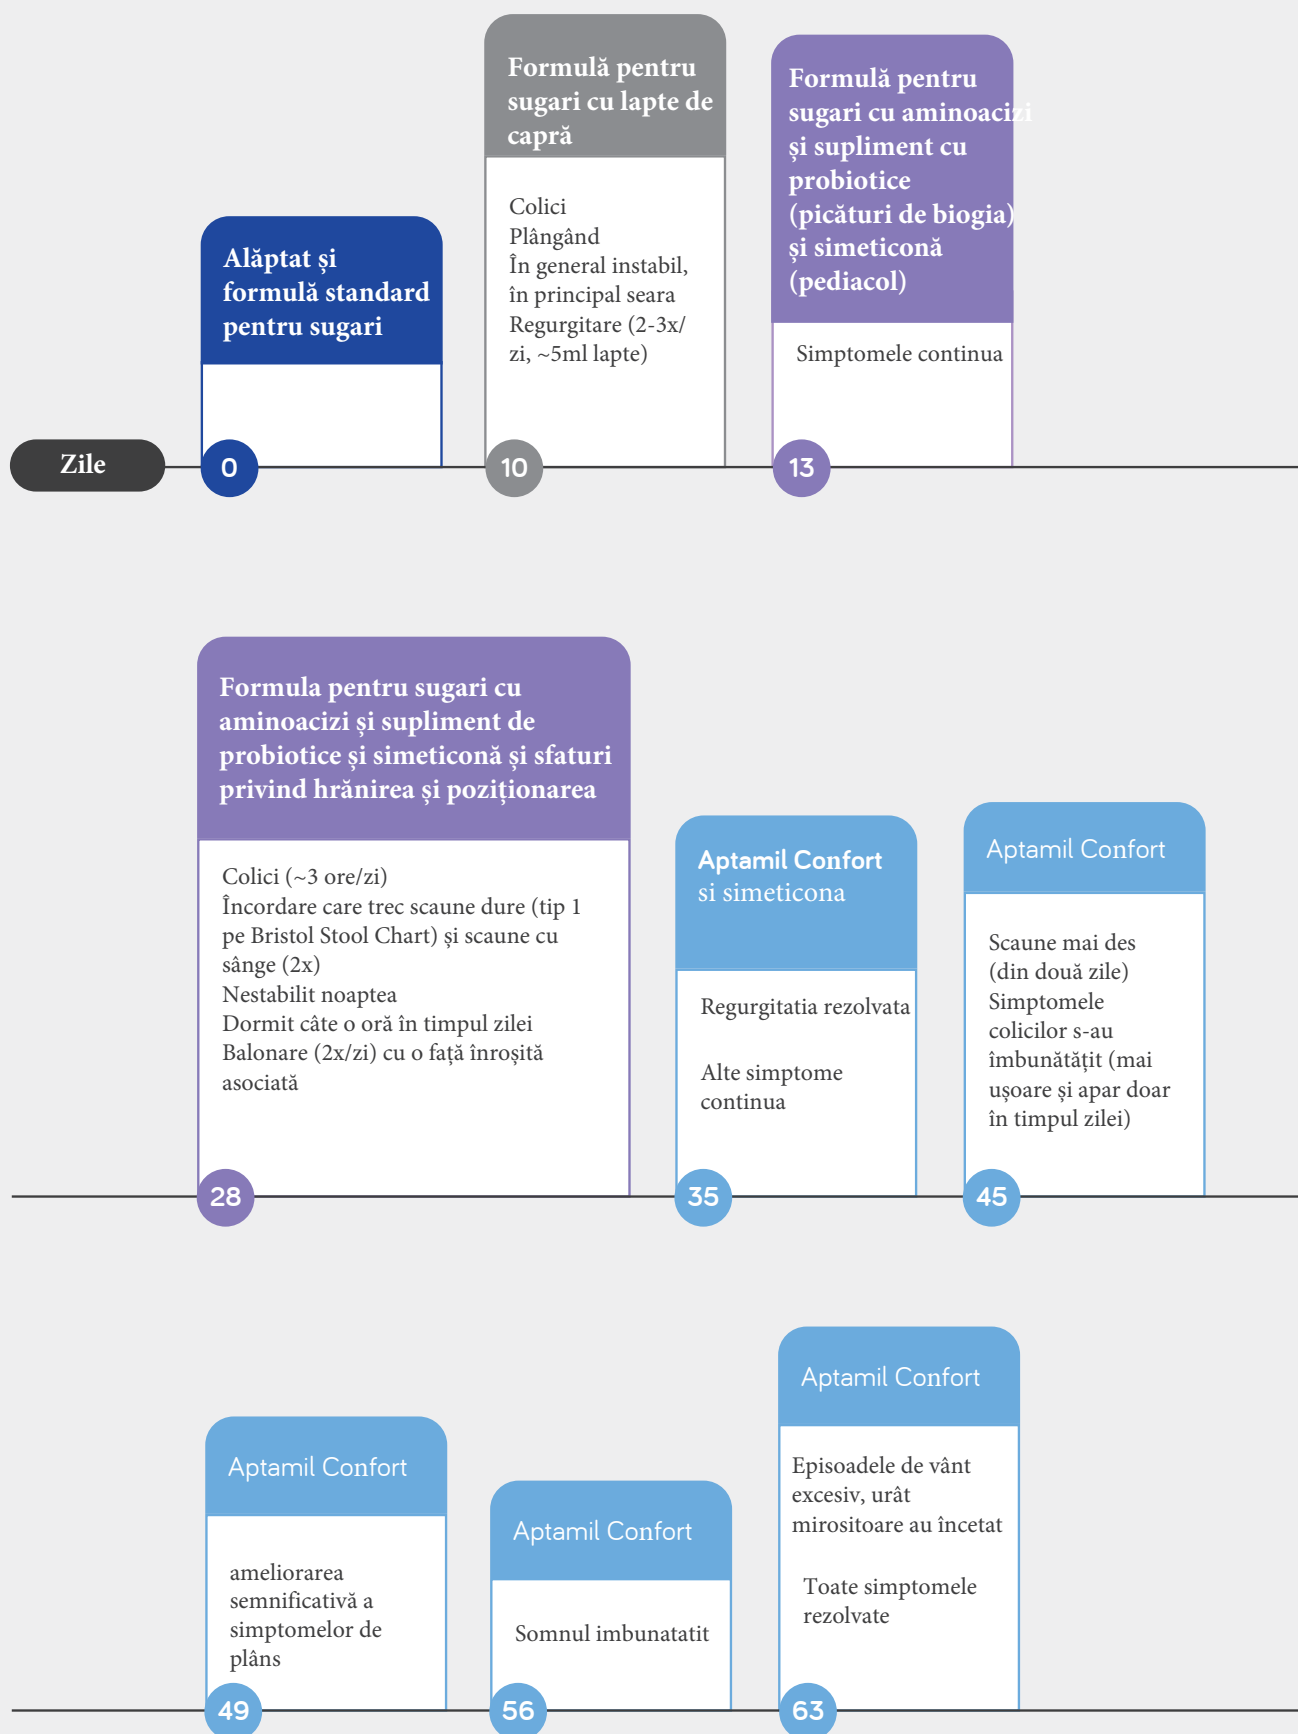 Zile
Alăptat și
formulă standard
pentru sugari
0
Formulă pentru
sugari cu lapte de
capră
Colici
Plângând
În general instabil,
în principal seara
Regurgitare (2-3x/
zi, ~5ml lapte)
10
Formulă pentru
sugari cu aminoacizi
și supliment cu
probiotice
(picături de biogia)
și simeticonă
(pediacol)
Simptomele continua
13
Formula pentru sugari cu
aminoacizi și supliment de
probiotice și simeticonă și sfaturi
privind hrănirea și poziționarea
Colici (~3 ore/zi)
Încordare care trec scaune dure (tip 1
pe Bristol Stool Chart) și scaune cu
sânge (2x)
Nestabilit noaptea
Dormit câte o oră în timpul zilei
Balonare (2x/zi) cu o față înroșită
asociată
28
Aptamil Confort
si simeticona
Regurgitatia rezolvata
Alte simptome
continua
35
Aptamil Confort
Scaune mai des
(din două zile)
Simptomele
colicilor s-au
îmbunătățit (mai
ușoare și apar doar
în timpul zilei)
45
Aptamil Confort
ameliorarea
semnificativă a
simptomelor de
plâns
49
Aptamil Confort
Somnul imbunatatit
56
Aptamil Confort
Episoadele de vânt
excesiv, urât
mirositoare au încetat
Toate simptomele
rezolvate
63